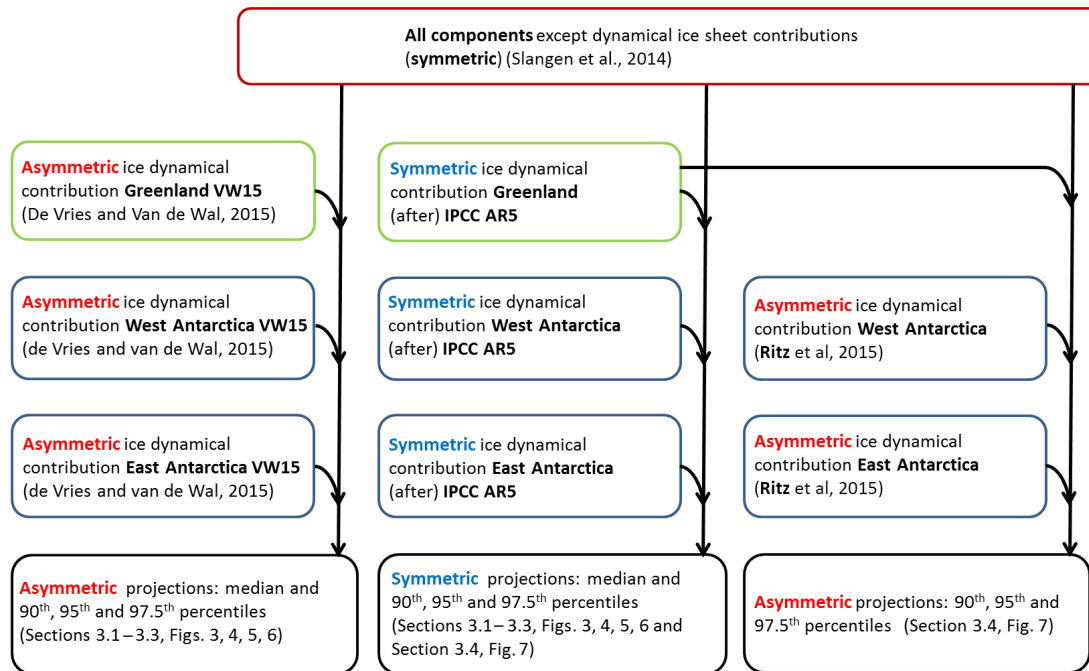 All components except dynamical ice sheet contributions
(symmetric) (Slangen et al., 2014)
Asymmetric ice dynamical
contribution Greenland VW15
(De Vries and Van de Wal, 2015)
Symmetric ice dynamical
contribution Greenland
(after) IPCC AR5
Asymmetric ice dynamical
contribution West Antarctica VW15
(de Vries and van de Wal, 2015)
Symmetric ice dynamical
contribution West Antarctica
(after) IPCC AR5
Asymmetric ice dynamical
contribution West Antarctica
(Ritz et al, 2015)
Asymmetric ice dynamical
contribution East Antarctica VW15
(de Vries and van de Wal, 2015)
Symmetric ice dynamical
contribution East Antarctica
(after) IPCC AR5
Asymmetric ice dynamical
contribution East Antarctica
(Ritz et al, 2015)
Asymmetric projections: median and
90th, 95th and 97.5th percentiles
(Sections 3.1–3.3, Figs. 3, 4, 5, 6)
Symmetric projections: median and
90th, 95th and 97.5th percentiles
(Sections 3.1–3.3, Figs. 3, 4, 5, 6 and
Section 3.4, Fig. 7)
Asymmetric projections: 90th, 95th and
97.5th percentiles (Section 3.4, Fig. 7)